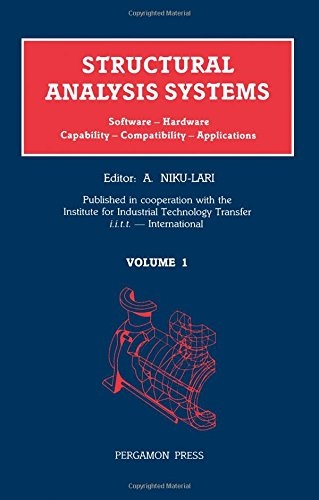 STRUCTURAL
ANALYSIS SYSTEMS
Software – Hardware
Capability – Compatibility – Applications
Editor: A. NIKU-LARI
Published in cooperation with the
Institute for Industrial Technology Transfer
i.i.t.t. — International
VOLUME 1
PERGAMON PRESS